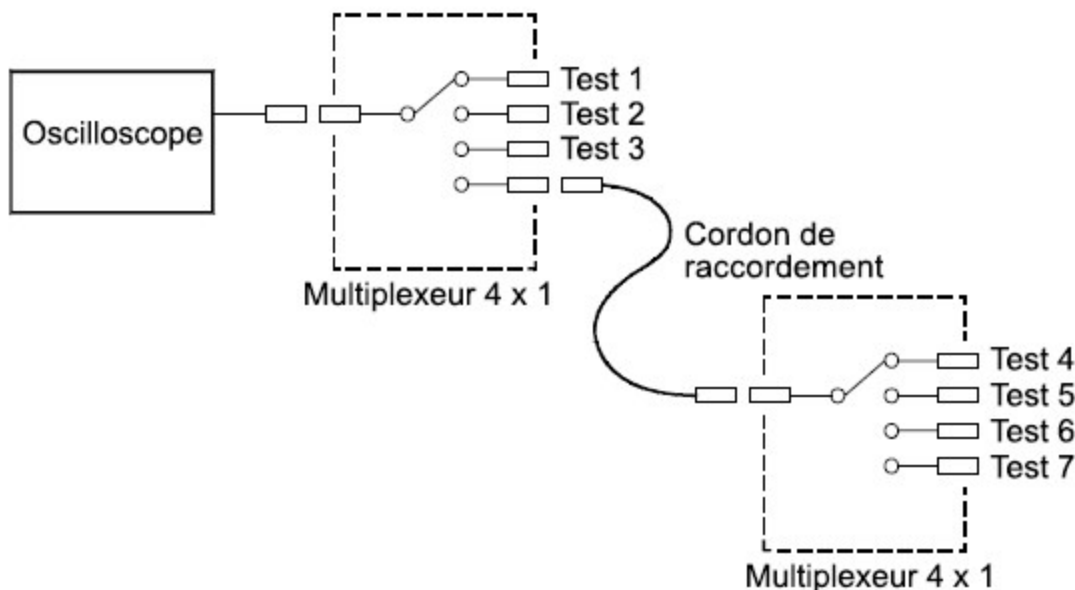 Oscilloscope
Test 1
Test 2
Test 3
Multiplexeur 4 x 1
Cordon de
raccordement
Test 4
Test 5
Test 6
Test 7
Multiplexeur 4 x 1